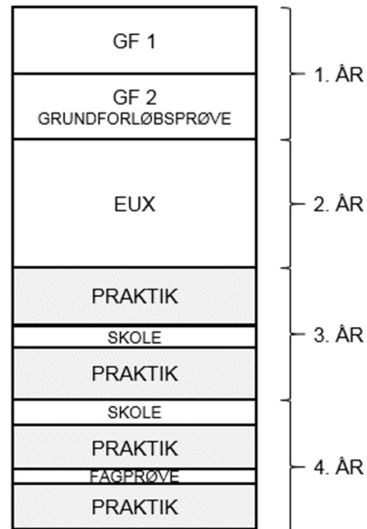 GF 1
GF 2
GRUNDFORLØBSPRØVE
1. ÅR
EUX
2. ÅR
PRAKTIK
SKOLE
PRAKTIK
3. ÅR
SKOLE
PRAKTIK
FAGPRØVE
PRAKTIK
4. ÅR